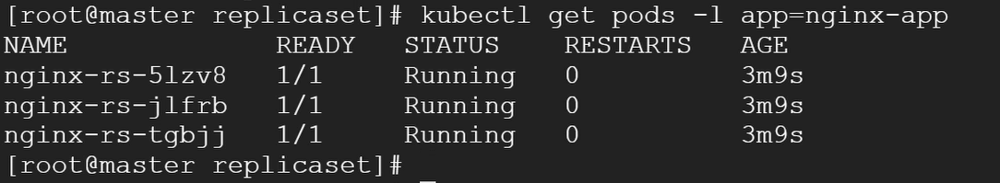 [root@master replicaset]# kubectl get pods -l app=nginx-app
NAME READY STATUS RESTARTS AGE
nginx-rs-5lzv8 1/1 Running 0 3m9s
nginx-rs-jlfrb 1/1 Running 0 3m9s
nginx-rs-tgbjj 1/1 Running 0 3m9s
[root@master replicaset]#